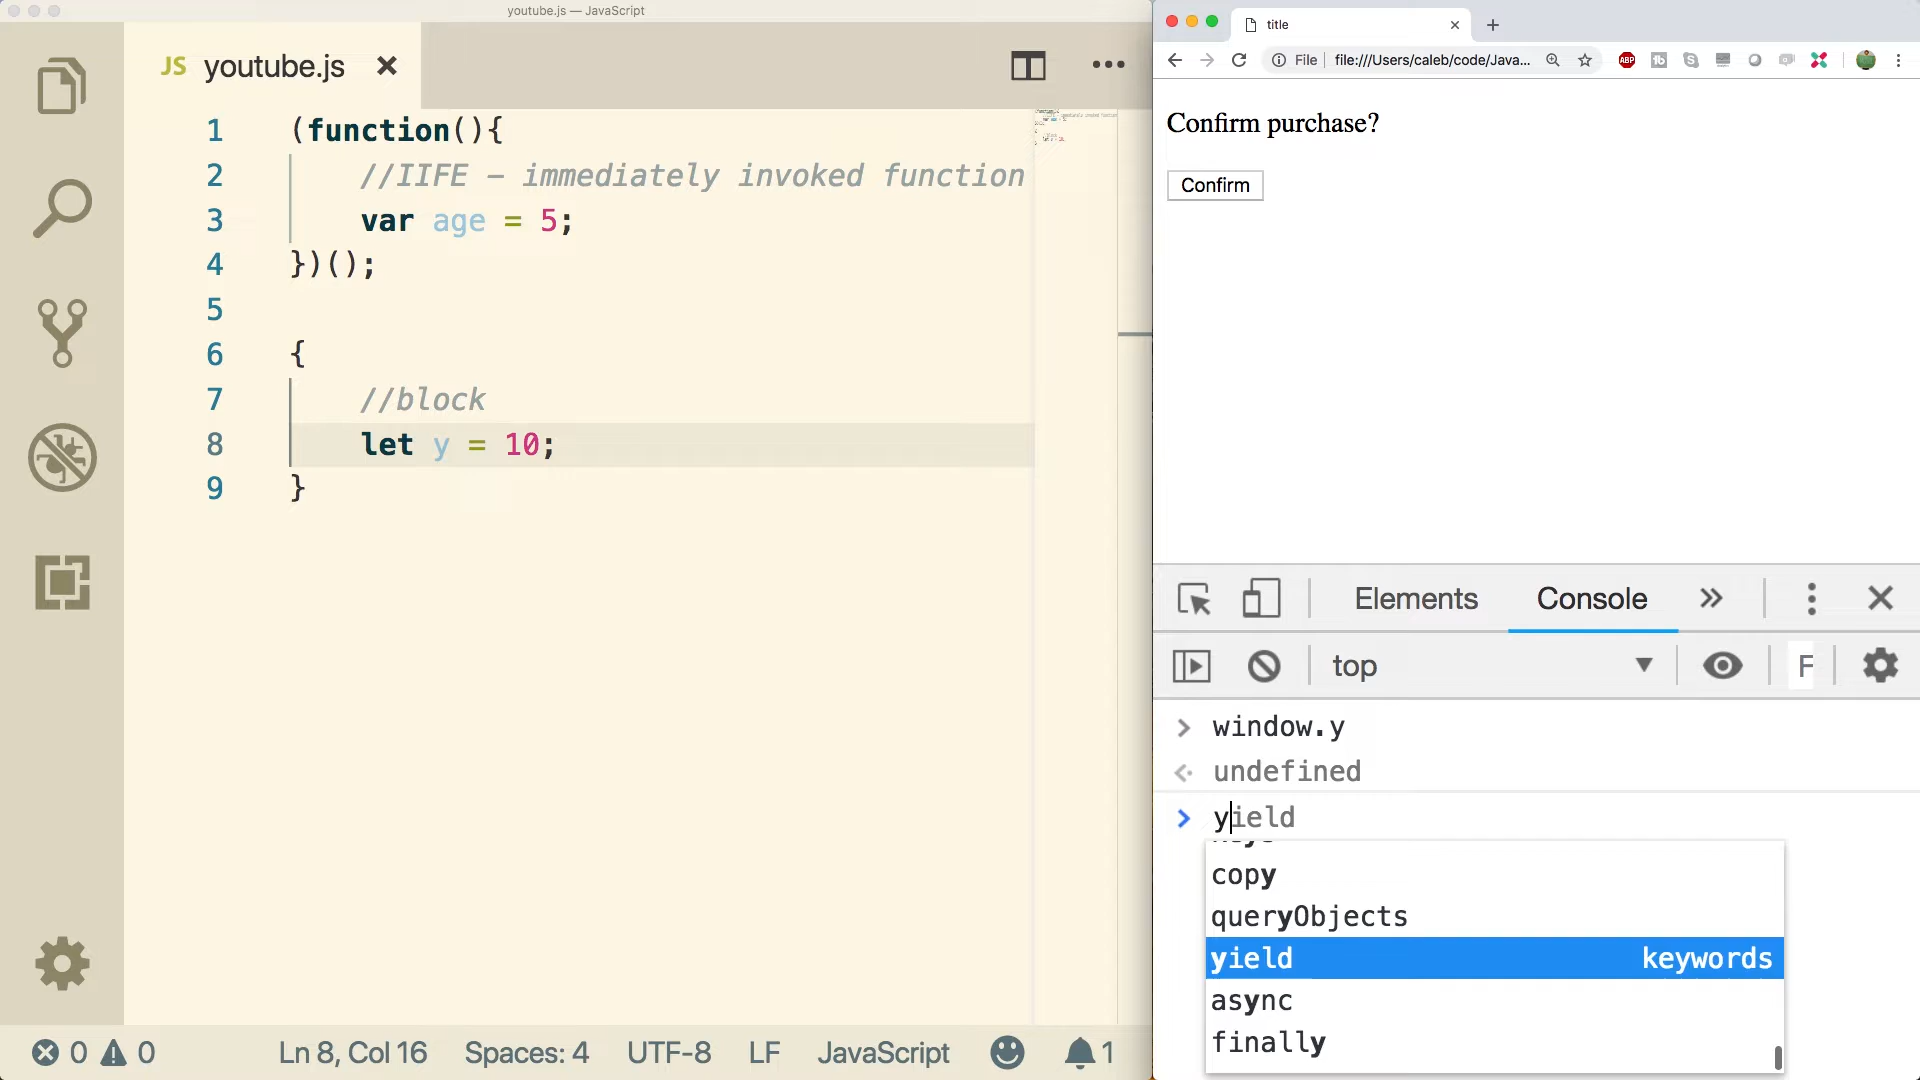 youtube.js — JavaScript
JS youtube.js
1 (function(){
2 //IIFE - immediately invoked function
3 var age = 5;
4 })();
5
6 {
7 //block
8 let y = 10;
9 }
0 0 Ln 8, Col 16 Spaces: 4 UTF-8 LF JavaScript 1
title
File file:///Users/caleb/code/Java...
ABP
Confirm purchase?
Confirm
Elements Console
top F
> window.y
undefined
> yield
copy
queryObjects
yield keywords
async
finally